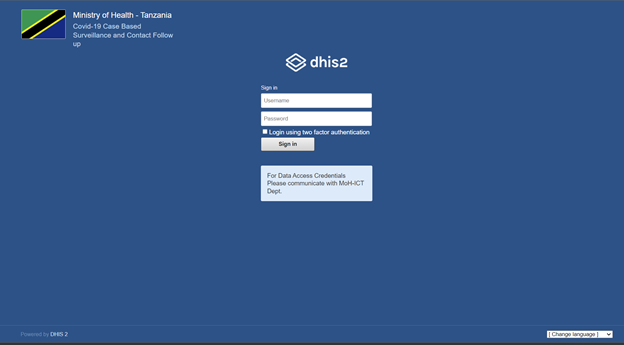 Ministry of Health - Tanzania
Covid-19 Case Based
Surveillance and Contact Follow
up
dhis2
Sign in
Username
Password
Login using two factor authentication
Sign in
For Data Access Credentials
Please communicate with MoH-ICT
Dept.
Powered by DHIS 2
[ Change language ]